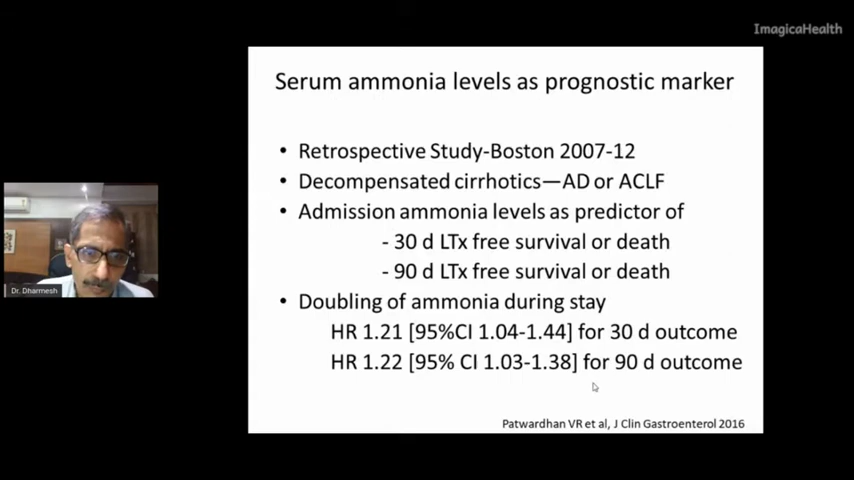 ImagicaHealth
Serum ammonia levels as prognostic marker
• Retrospective Study-Boston 2007-12
• Decompensated cirrhotics—AD or ACLF
• Admission ammonia levels as predictor of
- 30 d LTx free survival or death
- 90 d LTx free survival or death
• Doubling of ammonia during stay
HR 1.21 [95%CI 1.04-1.44] for 30 d outcome
HR 1.22 [95% CI 1.03-1.38] for 90 d outcome
Patwardhan VR et al, J Clin Gastroenterol 2016
Dr. Dharmesh